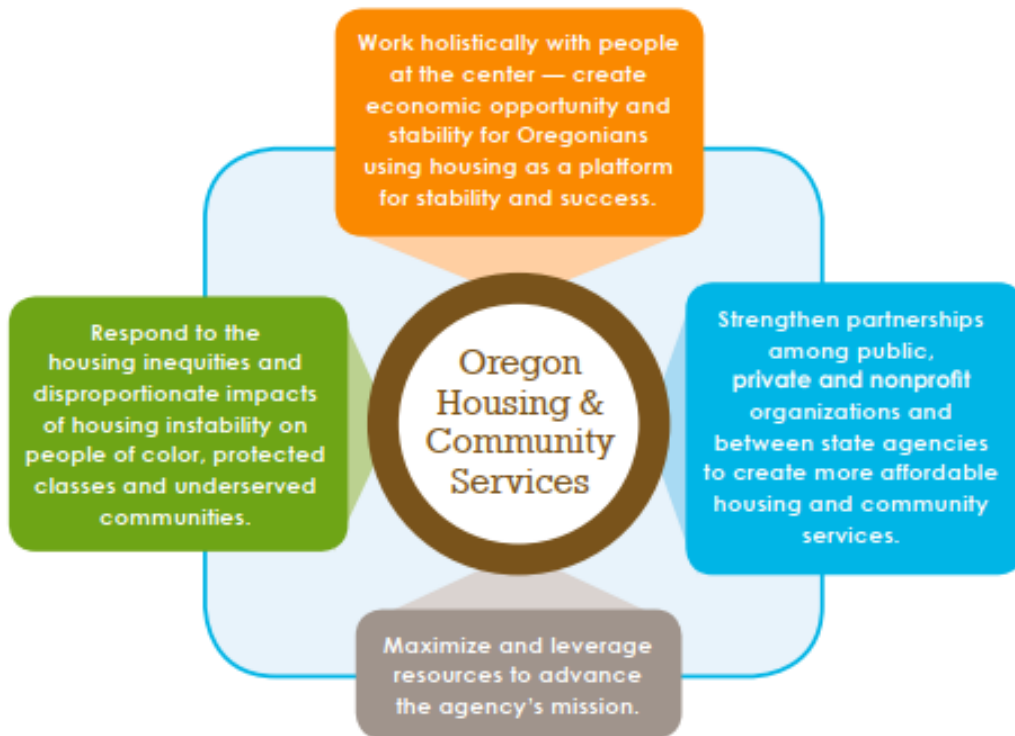 Work holistically with people
at the center — create
economic opportunity and
stability for Oregonians
using housing as a platform
for stability and success.
Respond to the
housing inequities and
disproportionate impacts
of housing instability on
people of color, protected
classes and underserved
communities.
Oregon
Housing &
Community
Services
Strengthen partnerships
among public,
private and nonprofit
organizations and
between state agencies
to create more affordable
housing and community
services.
Maximize and leverage
resources to advance
the agency's mission.